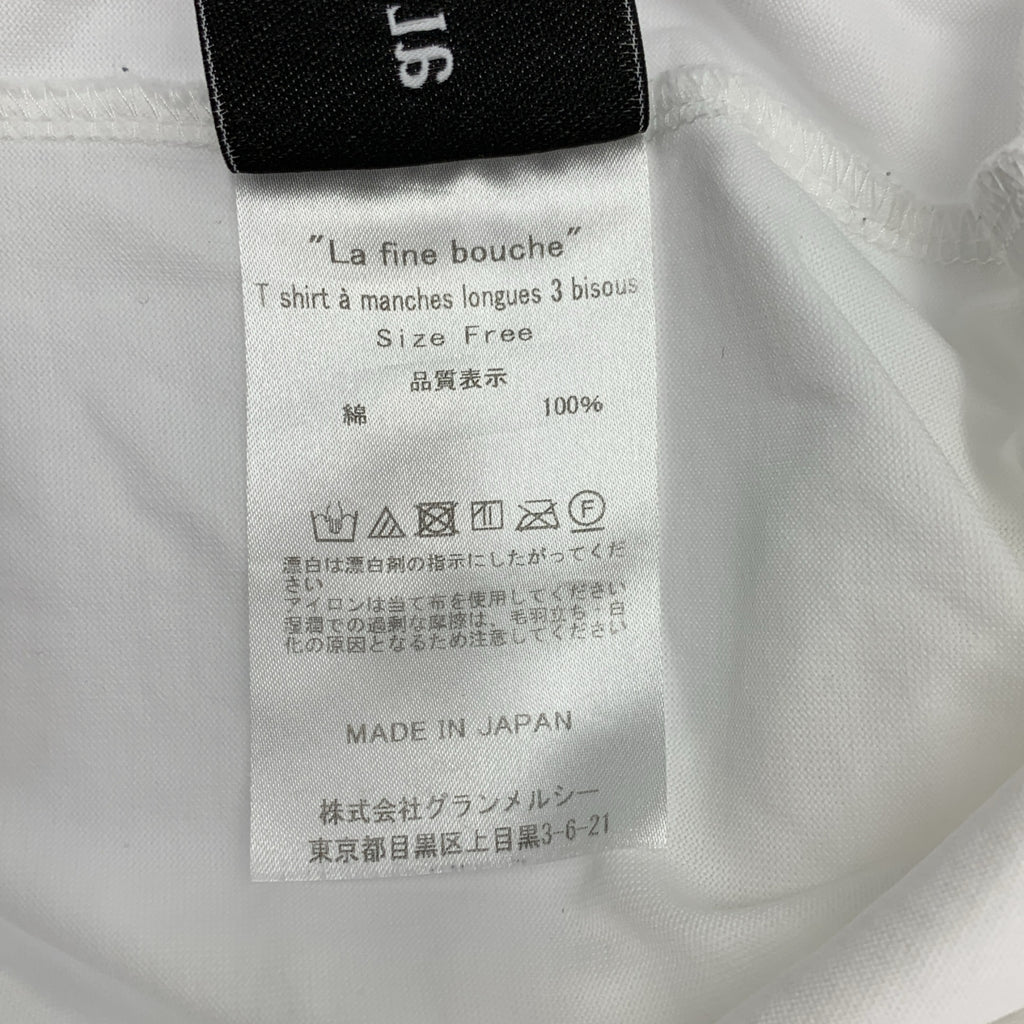 "La fine bouche"
T shirt à manches longues 3 bisous
Size Free
品質表示
綿 100%
F
漂白は漂白剤の指示にしたがってくだ
さい
アイロンは当て布を使用してください
湿潤での過剰な摩擦は、毛羽立ち・白
化の原因となるため注意してください
MADE IN JAPAN
株式会社グランメルシー
東京都目黒区上目黒3-6-21